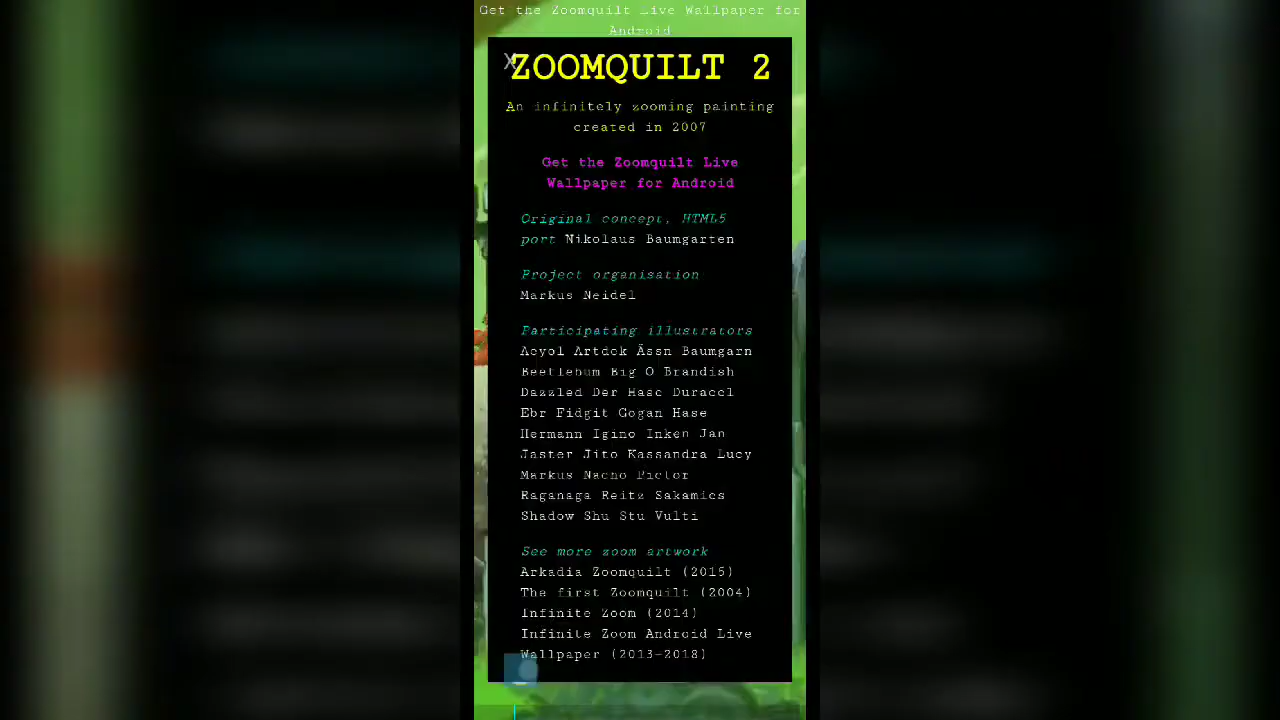 Get the Zoomquilt Live Wallpaper for
Android
X
ZOOMQUILT 2
An infinitely zooming painting
created in 2007
Get the Zoomquilt Live
Wallpaper for Android
Original concept, HTML5
port Nikolaus Baumgarten
Project organisation
Markus Neidel
Participating illustrators
Acyol Artdok Ässn Baumgarn
Beetlebum Big O Brandish
Dazzled Der Hase Duracel
Ebr Fidgit Gogan Hase
Hermann Igino Inken Jan
Jaster Jito Kassandra Lucy
Markus Nacho Pictor
Raganaga Reitz Sakamics
Shadow Shu Stu Vulti
See more zoom artwork
Arkadia Zoomquilt (2015)
The first Zoomquilt (2004)
Infinite Zoom (2014)
Infinite Zoom Android Live
Wallpaper (2013-2018)